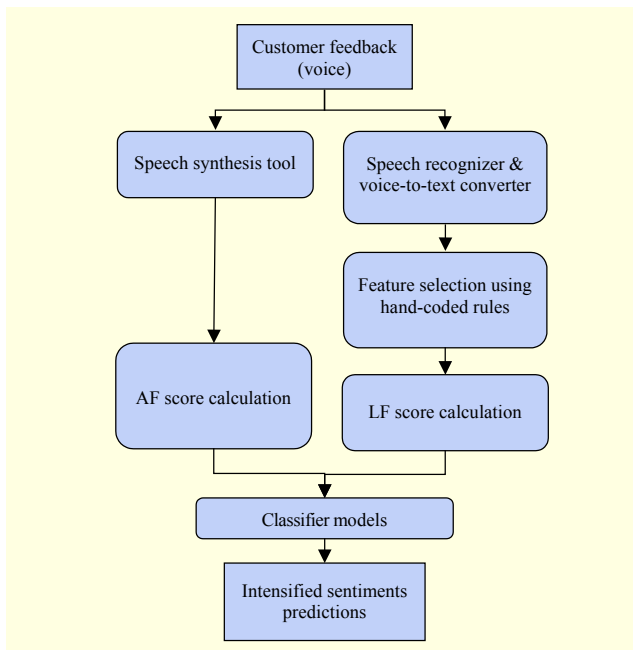 Customer feedback
(voice)
Speech synthesis tool
Speech recognizer &
voice-to-text converter
Feature selection using
hand-coded rules
AF score calculation
LF score calculation
Classifier models
Intensified sentiments
predictions